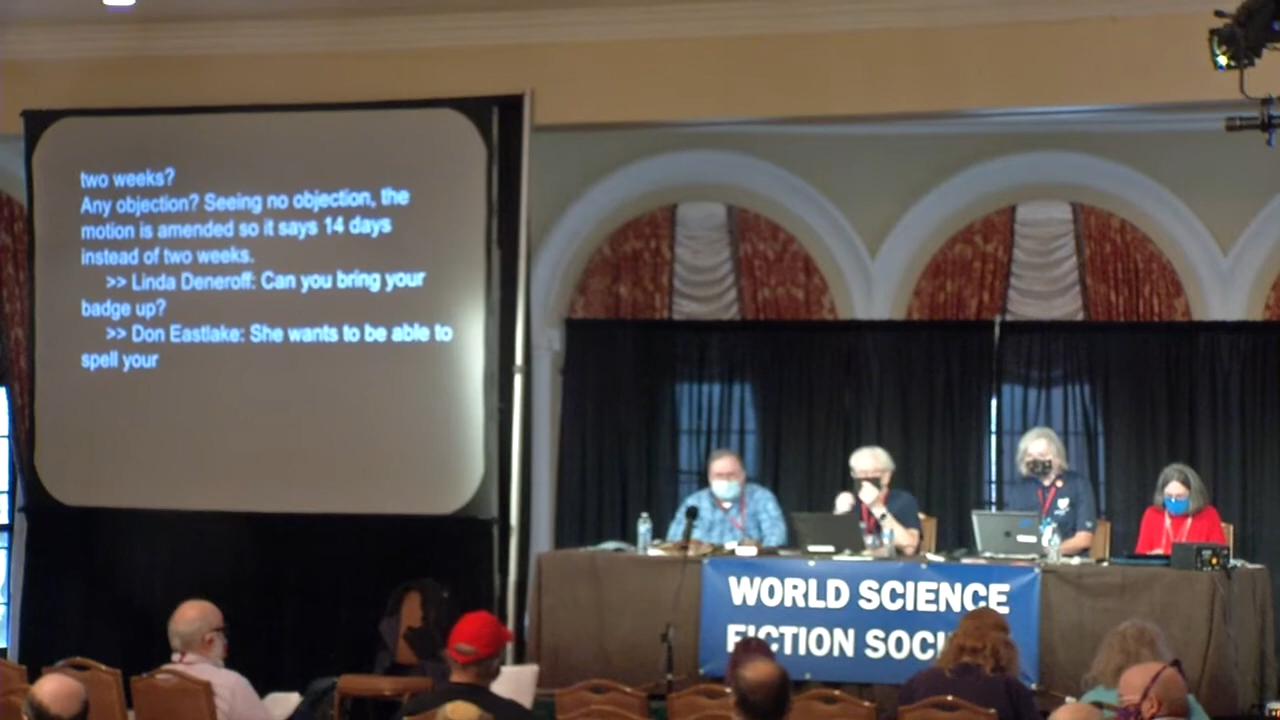 two weeks?
Any objection? Seeing no objection, the
motion is amended so it says 14 days
instead of two weeks.
>> Linda Deneroff: Can you bring your
badge up?
>> Don Eastlake: She wants to be able to
spell your
WORLD SCIENCE
FICTION SOCI